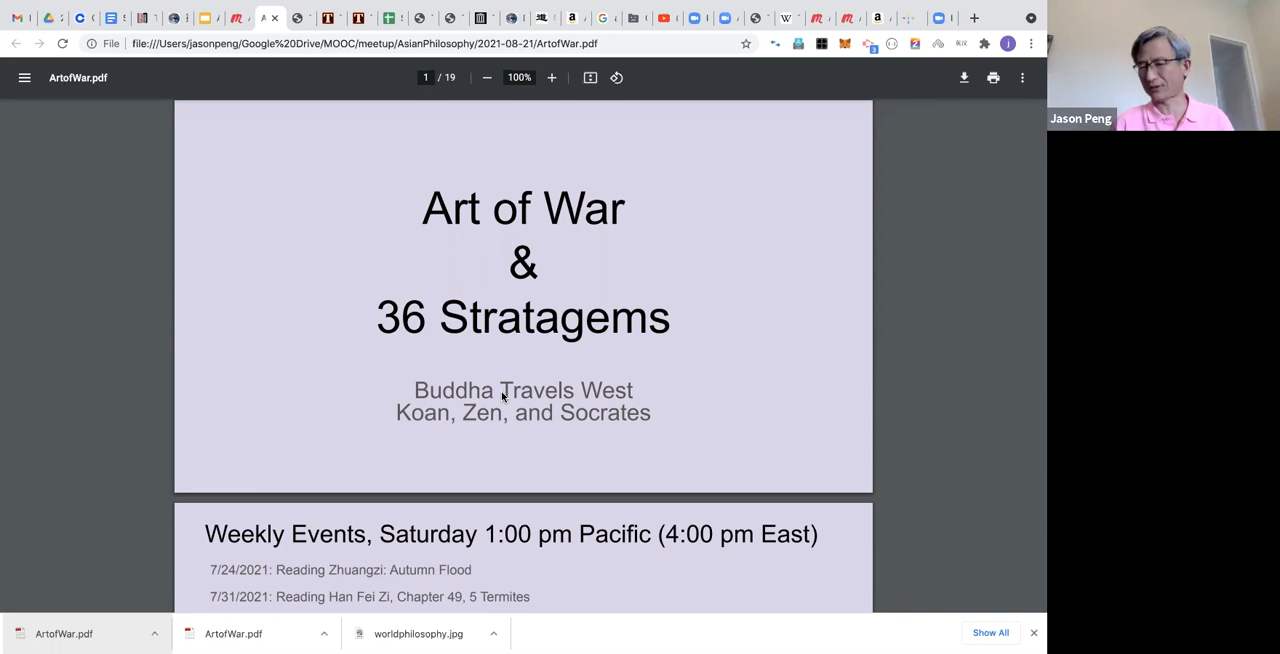 File
file:///Users/jasonpeng/Google%20Drive/MOOC/meetup/AsianPhilosophy/2021-08-21/ArtofWar.pdf
ArtofWar.pdf
1 / 19
100%
Jason Peng
Art of War
&
36 Stratagems
Buddha Travels West
Koan, Zen, and Socrates
Weekly Events, Saturday 1:00 pm Pacific (4:00 pm East)
7/24/2021: Reading Zhuangzi: Autumn Flood
7/31/2021: Reading Han Fei Zi, Chapter 49, 5 Termites
ArtofWar.pdf
ArtofWar.pdf
worldphilosophy.jpg
Show All